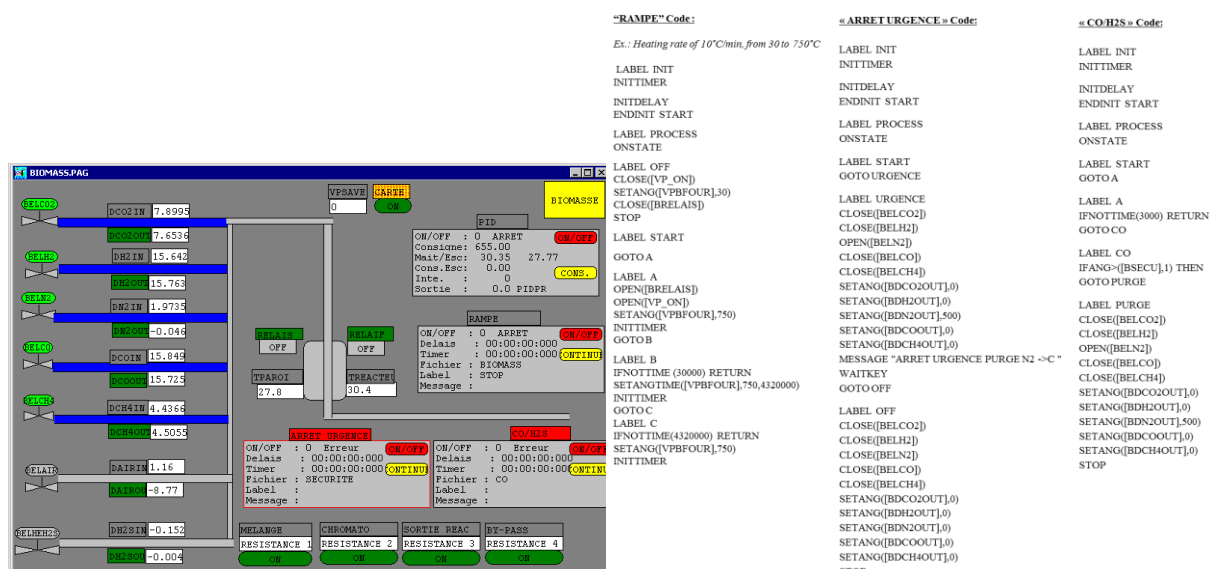 BIOMASS.PAG
BELCO2
DCO2IN 7.8995
DCO2OUT 7.6536
BELH2
DH2IN 15.642
DH2OUT 15.763
BELN2
DN2IN 1.9735
DN2OUT -0.046
BELCO
DCOIN 15.849
DCOOUT 15.725
BELCH4
DCH4IN 4.4366
DCH4OUT 4.5055
BELAIR
DAIRIN 1.16
DAIROU -8.77
BELHEH2S
DH2SIN -0.152
DH2SOU -0.004
VPSAVE CARTE
0 ON
BIOMASSE
PID
ON/OFF : 0 ARRET ON/OFF
Consigne: 655.00
Mait/Esc: 30.35 27.77
Cons.Esc: 0.00 CONS.
Inte. : 0
Sortie : 0.0 PIDPR
RELAIS RELAIF
OFF OFF
TPAROI TREACTEU
27.8 30.4
RAMPE
ON/OFF : 0 ARRET ON/OFF
Delais : 00:00:00:000
Timer : 00:00:00:000 CONTINUE
Fichier : BIOMASS
Label : STOP
Message :
ARRET URGENCE
ON/OFF : 0 Erreur ON/OFF
Delais : 00:00:00:000
Timer : 00:00:00:000 CONTINUE
Fichier : SECURITE
Label :
Message :
CO/H2S
ON/OFF : 0 Erreur ON/OFF
Delais : 00:00:00:000
Timer : 00:00:00:000 CONTINU
Fichier : CO
Label :
Message :
MELANGE CHROMATO SORTIE REAC BY-PASS
RESISTANCE 1 RESISTANCE 2 RESISTANCE 3 RESISTANCE 4
ON ON ON ON
“RAMPE” Code :
Ex.: Heating rate of 10°C/min, from 30 to 750°C
LABEL INIT
INITTIMER
INITDELAY
ENDINIT START
LABEL PROCESS
ONSTATE
LABEL OFF
CLOSE([VP_ON])
SETANG([VPBFOUR],30)
CLOSE([BRELAIS])
STOP
LABEL START
GOTO A
LABEL A
OPEN([BRELAIS])
OPEN([VP_ON])
SETANG([VPBFOUR],750)
INITTIMER
GOTO B
LABEL B
IFNOTTIME (30000) RETURN
SETANGTIME([VPBFOUR],750,4320000)
INITTIMER
GOTO C
LABEL C
IFNOTTIME(4320000) RETURN
SETANG([VPBFOUR],750)
INITTIMER
« ARRET URGENCE » Code:
LABEL INIT
INITTIMER
INITDELAY
ENDINIT START
LABEL PROCESS
ONSTATE
LABEL START
GOTO URGENCE
LABEL URGENCE
CLOSE([BELCO2])
CLOSE([BELH2])
OPEN([BELN2])
CLOSE([BELCO])
CLOSE([BELCH4])
SETANG([BDCO2OUT],0)
SETANG([BDH2OUT],0)
SETANG([BDN2OUT],500)
SETANG([BDCOOUT],0)
SETANG([BDCH4OUT],0)
MESSAGE "ARRET URGENCE PURGE N2 ->C "
WAITKEY
GOTO OFF
LABEL OFF
CLOSE([BELCO2])
CLOSE([BELH2])
CLOSE([BELN2])
CLOSE([BELCO])
CLOSE([BELCH4])
SETANG([BDCO2OUT],0)
SETANG([BDH2OUT],0)
SETANG([BDN2OUT],0)
SETANG([BDCOOUT],0)
SETANG([BDCH4OUT],0)
« CO/H2S » Code:
LABEL INIT
INITTIMER
INITDELAY
ENDINIT START
LABEL PROCESS
ONSTATE
LABEL START
GOTO A
LABEL A
IFNOTTIME(3000) RETURN
GOTO CO
LABEL CO
IFANG>([BSECU],1) THEN
GOTO PURGE
LABEL PURGE
CLOSE([BELCO2])
CLOSE([BELH2])
OPEN([BELN2])
CLOSE([BELCO])
CLOSE([BELCH4])
SETANG([BDCO2OUT],0)
SETANG([BDH2OUT],0)
SETANG([BDN2OUT],500)
SETANG([BDCOOUT],0)
SETANG([BDCH4OUT],0)
STOP